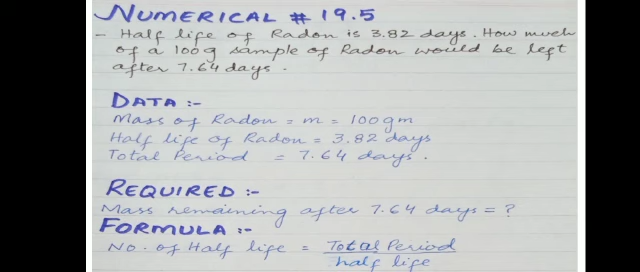 NUMERICAL # 19.5
- Half life of Radon is 3.82 days. How much
of a 100g sample of Radon would be left
after 7.64 days.
DATA :-
Mass of Radon = m = 100gm
Half life of Radon = 3.82 days
Total Period = 7.64 days.
REQUIRED :-
Mass remaining after 7.64 days = ?
FORMULA :-
No. of Half life = Total Period
half life